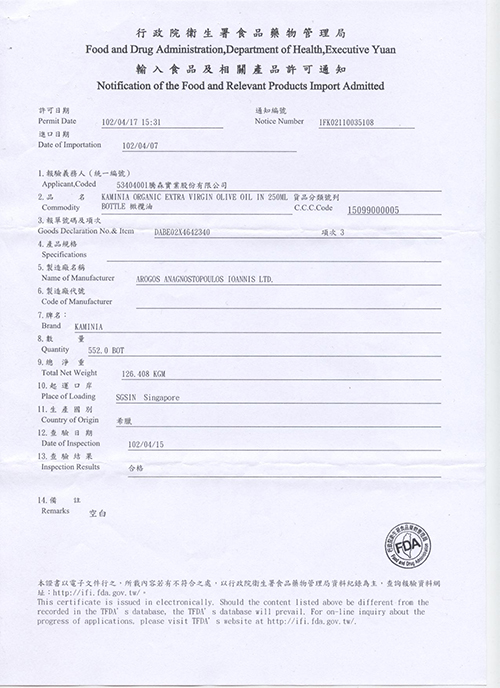 行政院衛生署食品藥物管理局
Food and Drug Administration,Department of Health,Executive Yuan
輸入食品及相關產品許可通知
Notification of the Food and Relevant Products Import Admitted
許可日期 通知編號
Permit Date 102/04/17 15:31 Notice Number IFK02110035108
進口日期
Date of Importation 102/04/07
1.報驗義務人(統一編號)
Applicant,Coded 53404001騰森實業股份有限公司
2.品 名 KAMINIA ORGANIC EXTRA VIRGIN OLIVE OIL IN 250ML 貨品分類號列
Commodity BOTTLE 橄欖油 C.C.C.Code 15099000005
3.報單號碼及項次
Goods Declaration No.& Item DABE02X4642340 項次 3
4.產品規格
Specifications
5.製造廠名稱
Name of Manufacturer AROGOS ANAGNOSTOPOULOS IOANNIS LTD.
6.製造廠代號
Code of Manufacturer
7.牌名:
Brand KAMINIA
8.數 量
Quantity 552.0 BOT
9.總 淨 重
Total Net Weight 126.408 KGM
10.起運口岸
Place of Loading SGSIN Singapore
11.生產國別
Country of Origin 希臘
12.查驗日期
Date of Inspection 102/04/15
13.查驗結果
Inspection Results 合格
14.備 註
Remarks 空白
FDA
Food and Drug Administration
本證書以電子文件行之,所載內容若有不符合之處,以行政院衛生署食品藥物管理局資料紀錄為主,查詢報驗資料網
址:http://ifi.fda.gov.tw/。
This certificate is issued in electronically. Should the content listed above be different from the
recorded in the TFDA's database, the TFDA's database will prevail. For on-line inquiry about the
progress of applications. please visit TFDA's website at http://ifi.fda.gov.tw/.